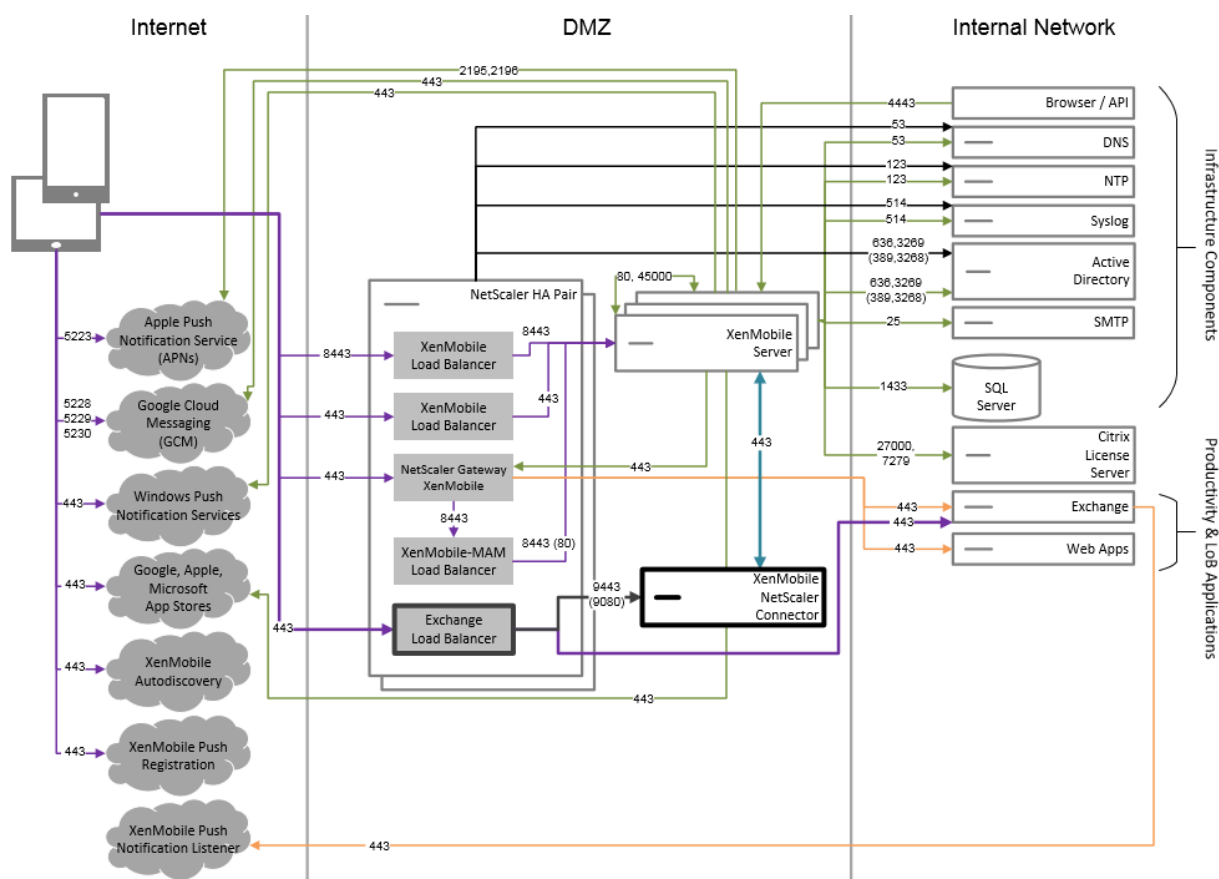 Internet
DMZ
Internal Network
2195,2196
443
443
4443
Browser / API
53
53
DNS
123
123
NTP
514
514
Syslog
636,3269
(389,3268)
636,3269
(389,3268)
Active
Directory
25
SMTP
1433
SQL
Server
27000,
7279
Citrix
License
Server
443
Exchange
443
443
Web Apps
Infrastructure Components
Productivity & LoB Applications
5223
Apple Push
Notification Service
(APNs)
5228
5229
5230
Google Cloud
Messaging
(GCM)
443
Windows Push
Notification Services
443
Google, Apple,
Microsoft
App Stores
443
XenMobile
Autodiscovery
443
XenMobile Push
Registration
XenMobile Push
Notification Listener
443
NetScaler HA Pair
8443
XenMobile
Load Balancer
8443
443
XenMobile
Load Balancer
443
443
NetScaler Gateway
XenMobile
443
8443
XenMobile-MAM
Load Balancer
8443 (80)
443
Exchange
Load Balancer
9443
(9080)
80, 45000
XenMobile
Server
443
XenMobile
NetScaler
Connector
443